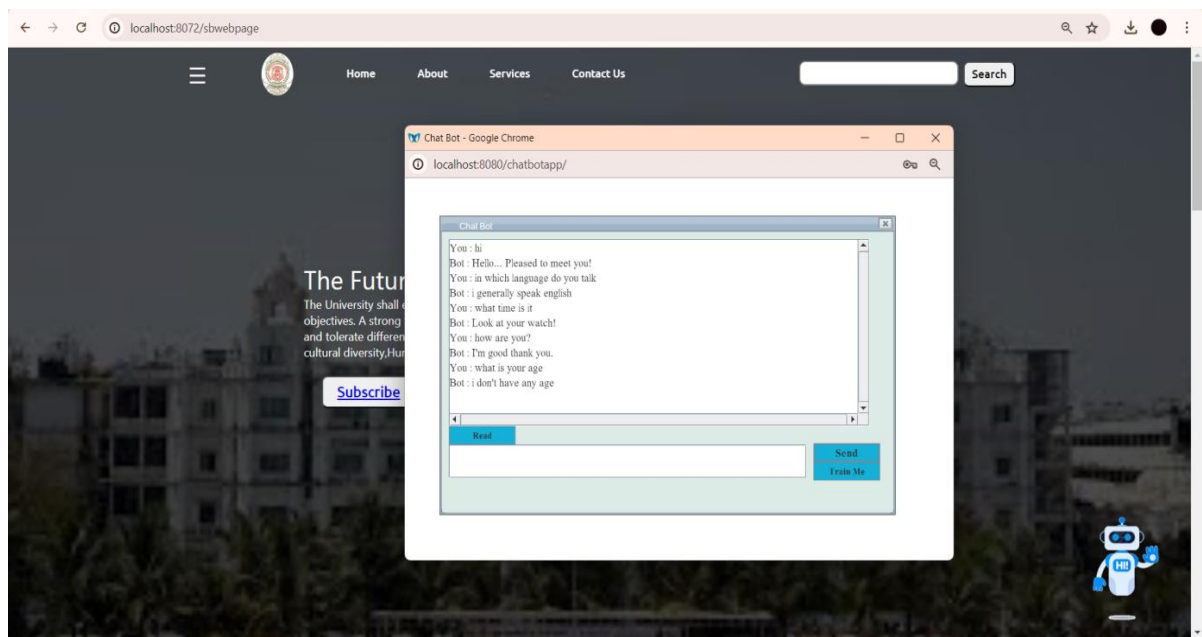 localhost:8072/sbwebpage
Home About Services Contact Us Search
Chat Bot - Google Chrome
localhost:8080/chatbotapp/
Chat Bot
You : hi
Bot : Hello... Pleased to meet you!
You : in which language do you talk
Bot : i generally speak english
You : what time is it
Bot : Look at your watch!
You : how are you?
Bot : I'm good thank you.
You : what is your age
Bot : i don't have any age
Read
Send
Train Me
The Futur
The University shall
objectives. A strong
and tolerate differen
cultural diversity,Hur
Subscribe
HI!